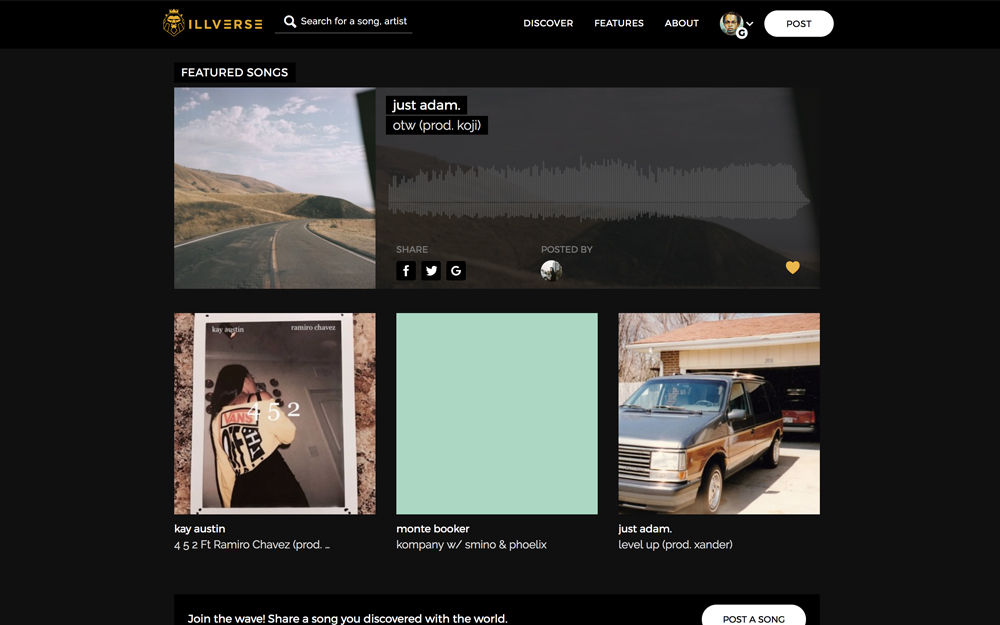 ILLVERSE
Search for a song, artist
DISCOVER
FEATURES
ABOUT
G
POST
FEATURED SONGS
just adam.
otw (prod. koji)
SHARE
POSTED BY
f
G
kay austin
ramiro chavez
4 5 2
VANS
kay austin
4 5 2 Ft Ramiro Chavez (prod. ...
monte booker
kompany w/ smino & phoelix
just adam.
level up (prod. xander)
Join the wave! Share a song you discovered with the world.
POST A SONG